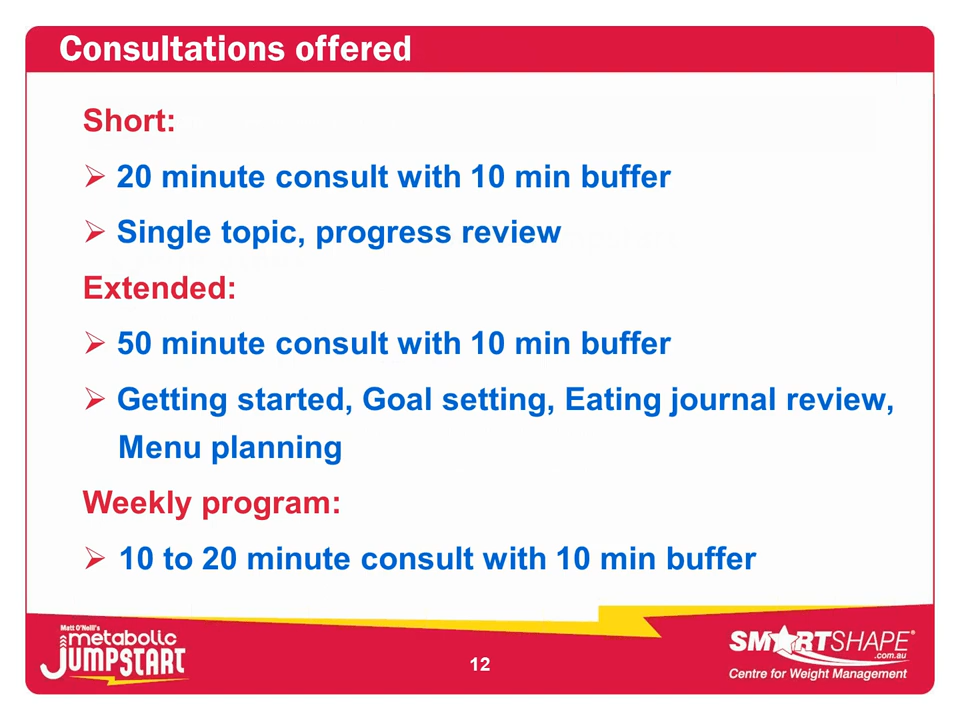 Consultations offered
Short:
➢ 20 minute consult with 10 min buffer
➢ Single topic, progress review
Extended:
➢ 50 minute consult with 10 min buffer
➢ Getting started, Goal setting, Eating journal review,
Menu planning
Weekly program:
➢ 10 to 20 minute consult with 10 min buffer
Matt O'Neill's
metabolic
JUMPSTART
12
SMARTSHAPE®
.com.au
Centre for Weight Management